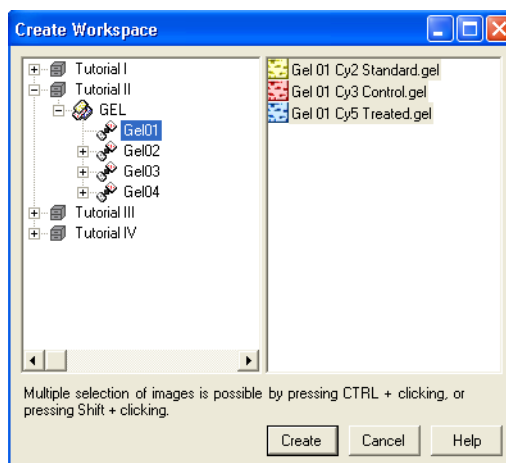 Create Workspace
Tutorial I
Tutorial II
GEL
Gel01
Gel02
Gel03
Gel04
Tutorial III
Tutorial IV
Gel 01 Cy2 Standard.gel
Gel 01 Cy3 Control.gel
Gel 01 Cy5 Treated.gel
Multiple selection of images is possible by pressing CTRL + clicking, or
pressing Shift + clicking.
Create
Cancel
Help